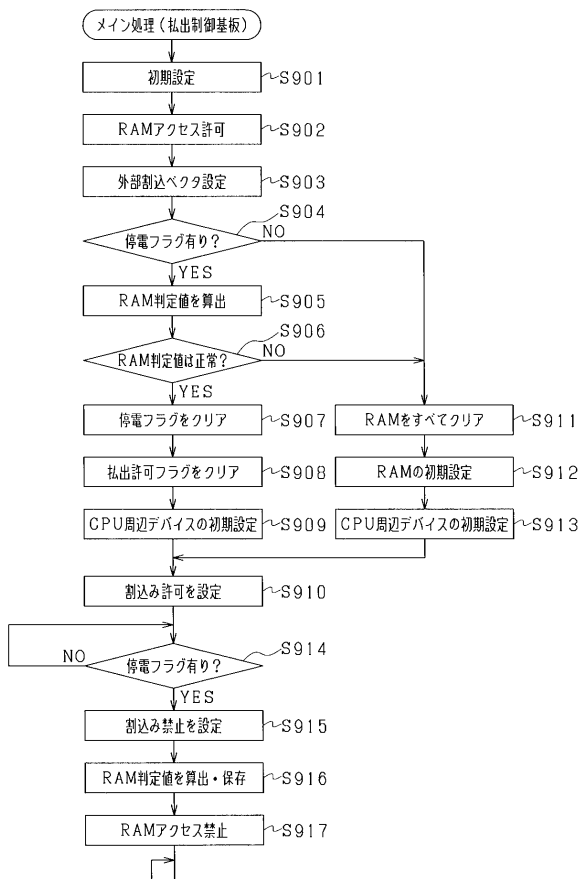 メイン処理(払出制御基板)
初期設定 S901
RAMアクセス許可 S902
外部割込ベクタ設定 S903
S904
停電フラグ有り? NO
YES
RAM判定値を算出 S905
S906
RAM判定値は正常? NO
YES
停電フラグをクリア S907
RAMをすべてクリア S911
払出許可フラグをクリア S908
RAMの初期設定 S912
CPU周辺デバイスの初期設定 S909
CPU周辺デバイスの初期設定 S913
割込み許可を設定 S910
S914
停電フラグ有り? NO
YES
割込み禁止を設定 S915
RAM判定値を算出・保存 S916
RAMアクセス禁止 S917